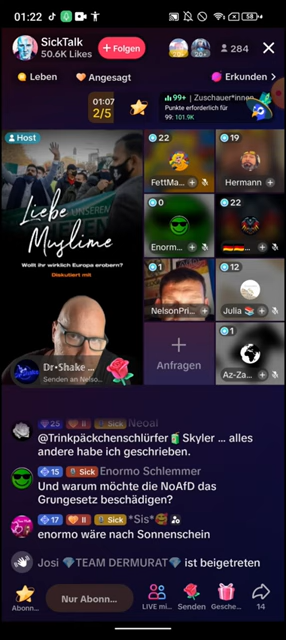 01:22
58
SickTalk
50.6K Likes
+ Folgen
284
Leben
Angesagt
Erkunden >
01:07
2/5
99+ | Zuschauer*innen
Punkte erforderlich für
99: 101.9K
Host
Liebe
Muslime
Wollt ihr wirklich Europa erobern?
Diskutiert mit
Dr•Shake ...
Senden an Nelso...
22
FettMa...
19
Hermann
0
Enorm...
22
1
NelsonPri...
12
Julia
+
Anfragen
1
Az-Za...
25 II Sick Neoal
@Trinkpäckchenschlürfer Skyler ... alles
andere habe ich geschrieben.
15 Sick Enormo Schlemmer
Und warum möchte die NoAfD das
Grungesetz beschädigen?
17 II Sick *Sis*
enormo wäre nach Sonnenschein
Josi TEAM DERMURAT ist beigetreten
Abonn...
Nur Abonn...
LIVE mi...
Senden
Gesche...
14